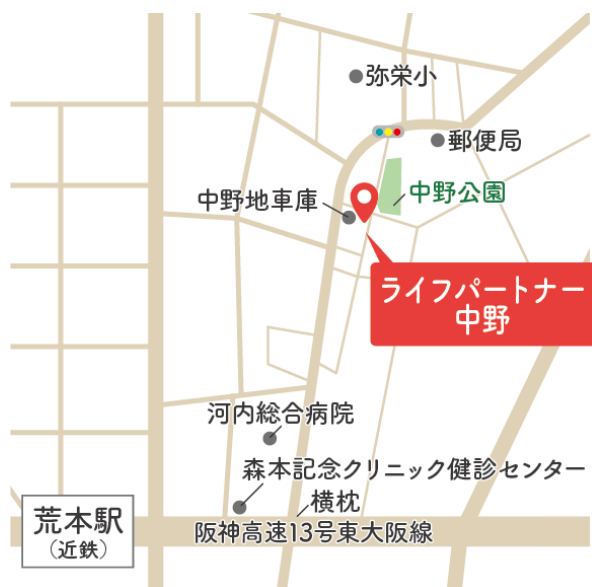 弥栄小
郵便局
中野地車庫
中野公園
ライフパートナー
中野
河内総合病院
森本記念クリニック健診センター
横枕
荒本駅
(近鉄)
阪神高速13号東大阪線